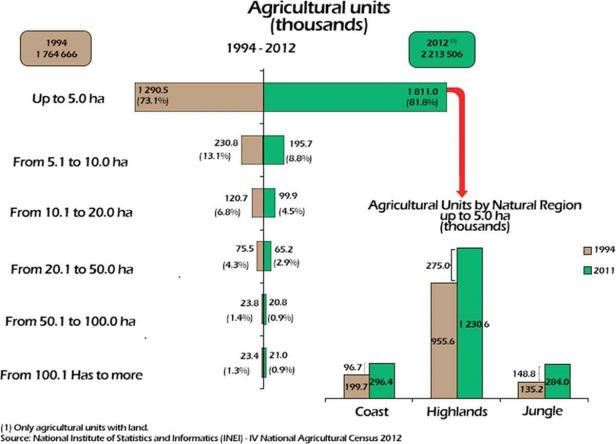 Agricultural units
(thousands)
1994 - 2012
1994
1 764 666
2012 (1)
2 213 506
Up to 5.0 ha
1 290.5
(73.1%)
1 811.0
(81.8%)
From 5.1 to 10.0 ha
230.8
(13.1%)
195.7
(8.8%)
From 10.1 to 20.0 ha
120.7
(6.8%)
99.9
(4.5%)
From 20.1 to 50.0 ha
75.5
(4.3%)
65.2
(2.9%)
From 50.1 to 100.0 ha
23.8
(1.4%)
20.8
(0.9%)
From 100.1 Has to more
23.4
(1.3%)
21.0
(0.9%)
Agricultural Units by Natural Region
up to 5.0 ha
(thousands)
1994
2011
275.0
955.6
1 230.6
96.7
199.7
296.4
148.8
135.2
284.0
Coast
Highlands
Jungle
(1) Only agricultural units with land.
Source: National Institute of Statistics and Informatics (INEI) - IV National Agricultural Census 2012